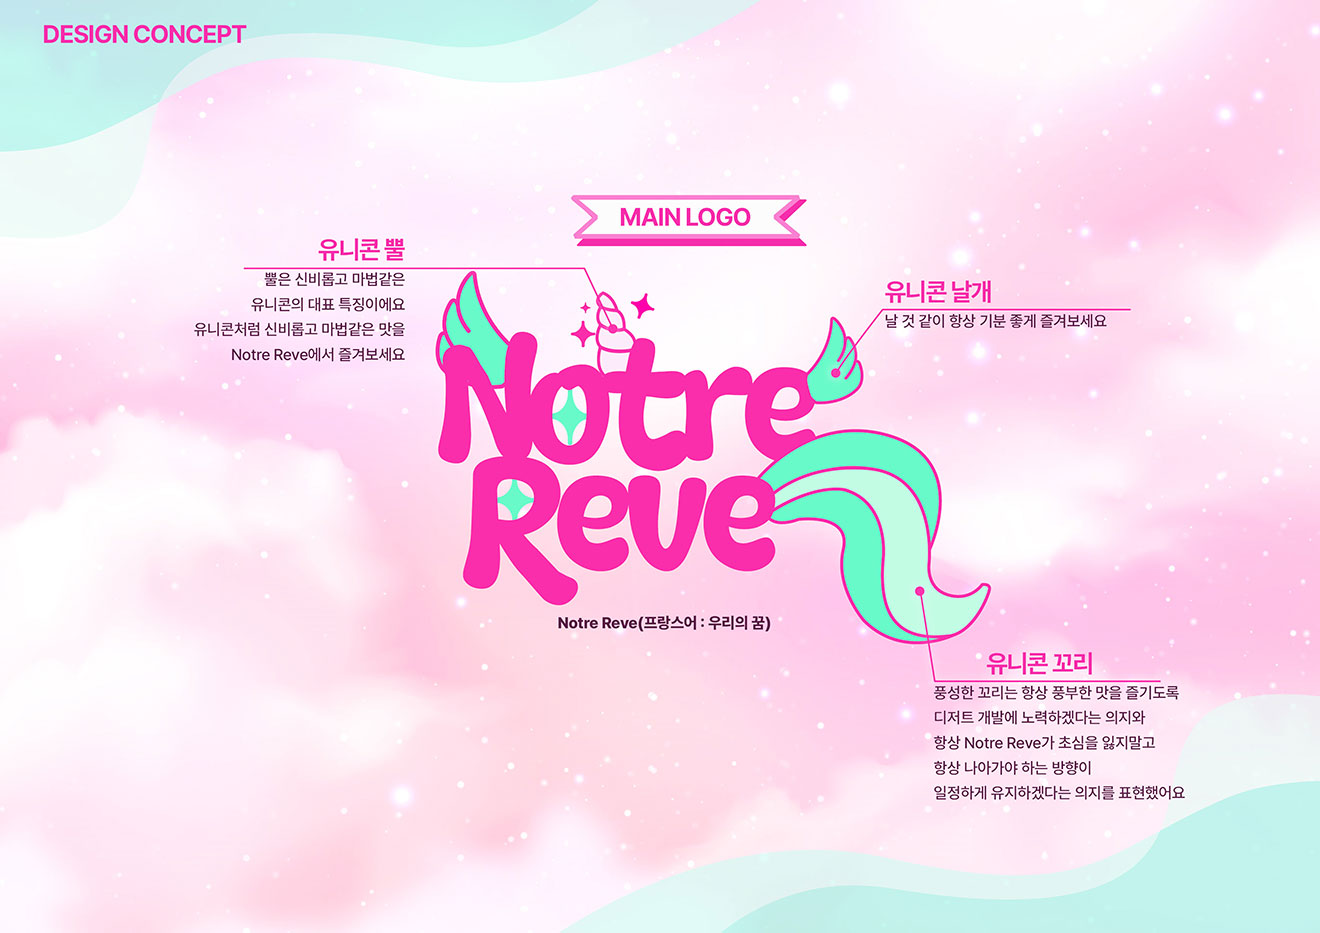 DESIGN CONCEPT
MAIN LOGO
유니콘 뿔
뿔은 신비롭고 마법같은
유니콘의 대표 특징이에요
유니콘처럼 신비롭고 마법같은 맛을
Notre Reve에서 즐겨보세요
유니콘 날개
날 것 같이 항상 기분 좋게 즐겨보세요
Notre
Reve
Notre Reve(프랑스어 : 우리의 꿈)
유니콘 꼬리
풍성한 꼬리는 항상 풍부한 맛을 즐기도록
디저트 개발에 노력하겠다는 의지와
항상 Notre Reve가 초심을 잃지말고
항상 나아가야 하는 방향이
일정하게 유지하겠다는 의지를 표현했어요